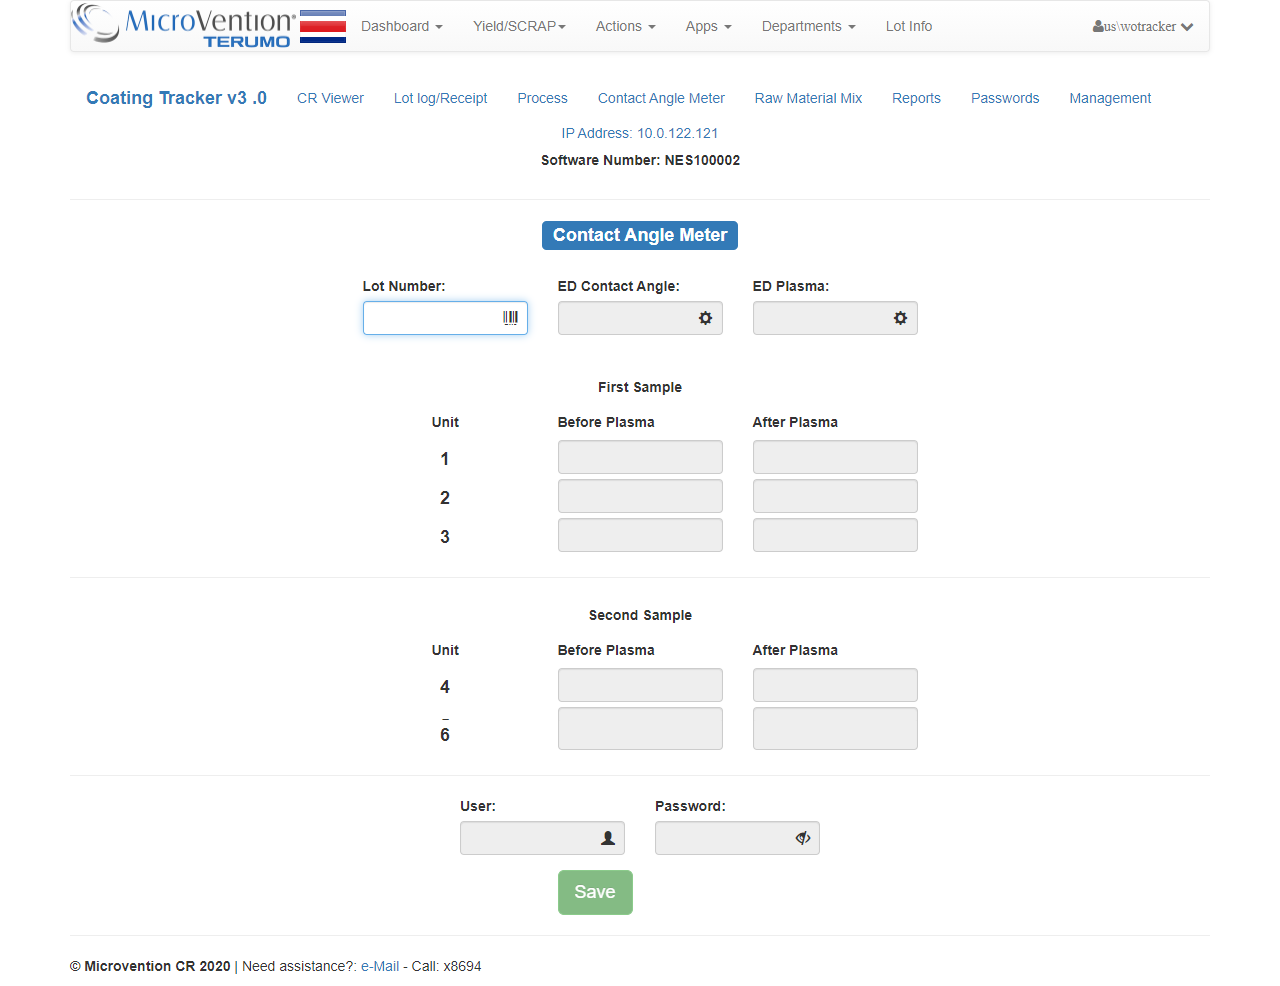 MicroVention
TERUMO
Dashboard Yield/SCRAP Actions Apps Departments Lot Info us\wotracker
Coating Tracker v3 .0 CR Viewer Lot log/Receipt Process Contact Angle Meter Raw Material Mix Reports Passwords Management
IP Address: 10.0.122.121
Software Number: NES100002
Contact Angle Meter
Lot Number: ED Contact Angle: ED Plasma:
First Sample
Unit Before Plasma After Plasma
1
2
3
Second Sample
Unit Before Plasma After Plasma
4
6
User: Password:
Save
© Microvention CR 2020 | Need assistance?: e-Mail - Call: x8694